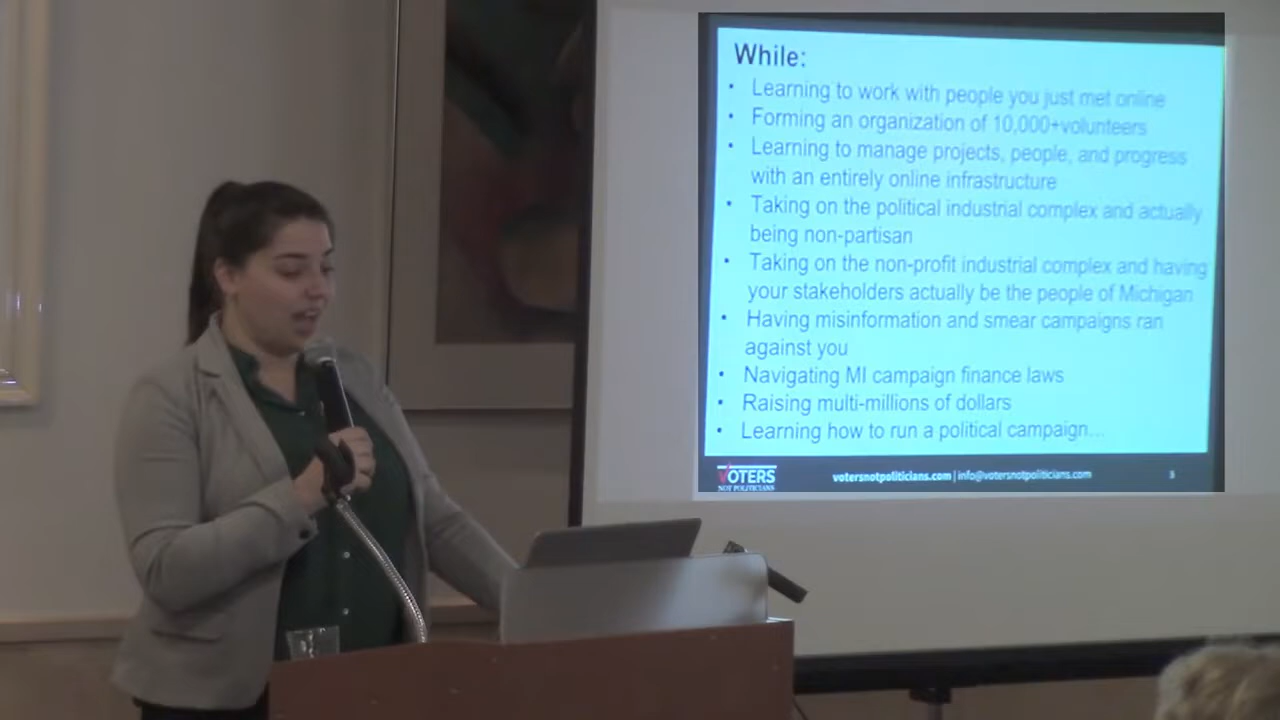 While:
• Learning to work with people you just met online
• Forming an organization of 10,000+volunteers
• Learning to manage projects, people, and progress
with an entirely online infrastructure
• Taking on the political industrial complex and actually
being non-partisan
• Taking on the non-profit industrial complex and having
your stakeholders actually be the people of Michigan
• Having misinformation and smear campaigns ran
against you
• Navigating MI campaign finance laws
• Raising multi-millions of dollars
• Learning how to run a political campaign...
VOTERS
NOT POLITICIANS
votersnotpoliticians.com | info@votersnotpoliticians.com
3